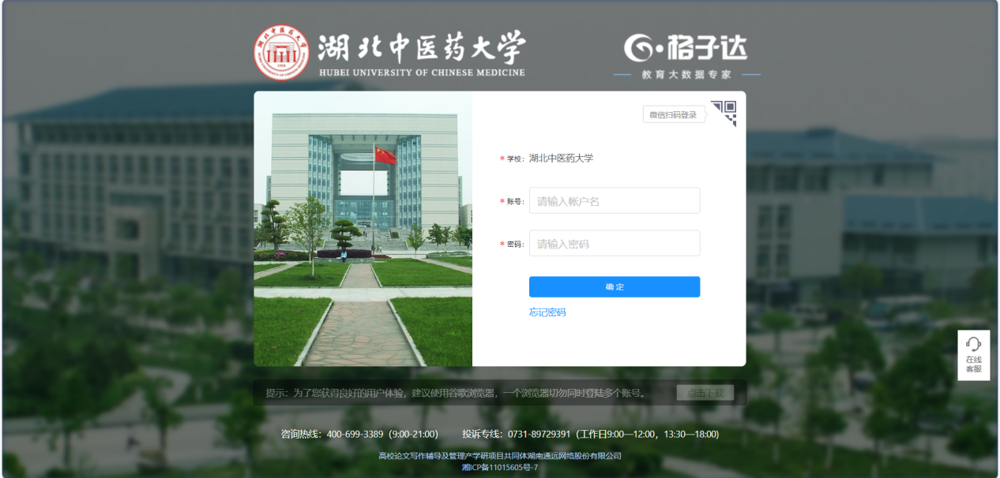 湖北中医药大学
HUBEI UNIVERSITY OF CHINESE MEDICINE
格子达
教育大数据专家
微信扫码登录
* 学校: 湖北中医药大学
* 账号: 请输入帐户名
* 密码: 请输入密码
确 定
忘记密码
在线
客服
提示：为了您获得良好的用户体验，建议使用谷歌浏览器，一个浏览器切勿同时登陆多个账号。 点击下载
咨询热线：400-699-3389（9:00-21:00） 投诉专线：0731-89729391（工作日9:00—12:00，13:30—18:00）
高校论文写作辅导及管理产学研项目共同体湖南通远网络股份有限公司
湘ICP备11015605号-7